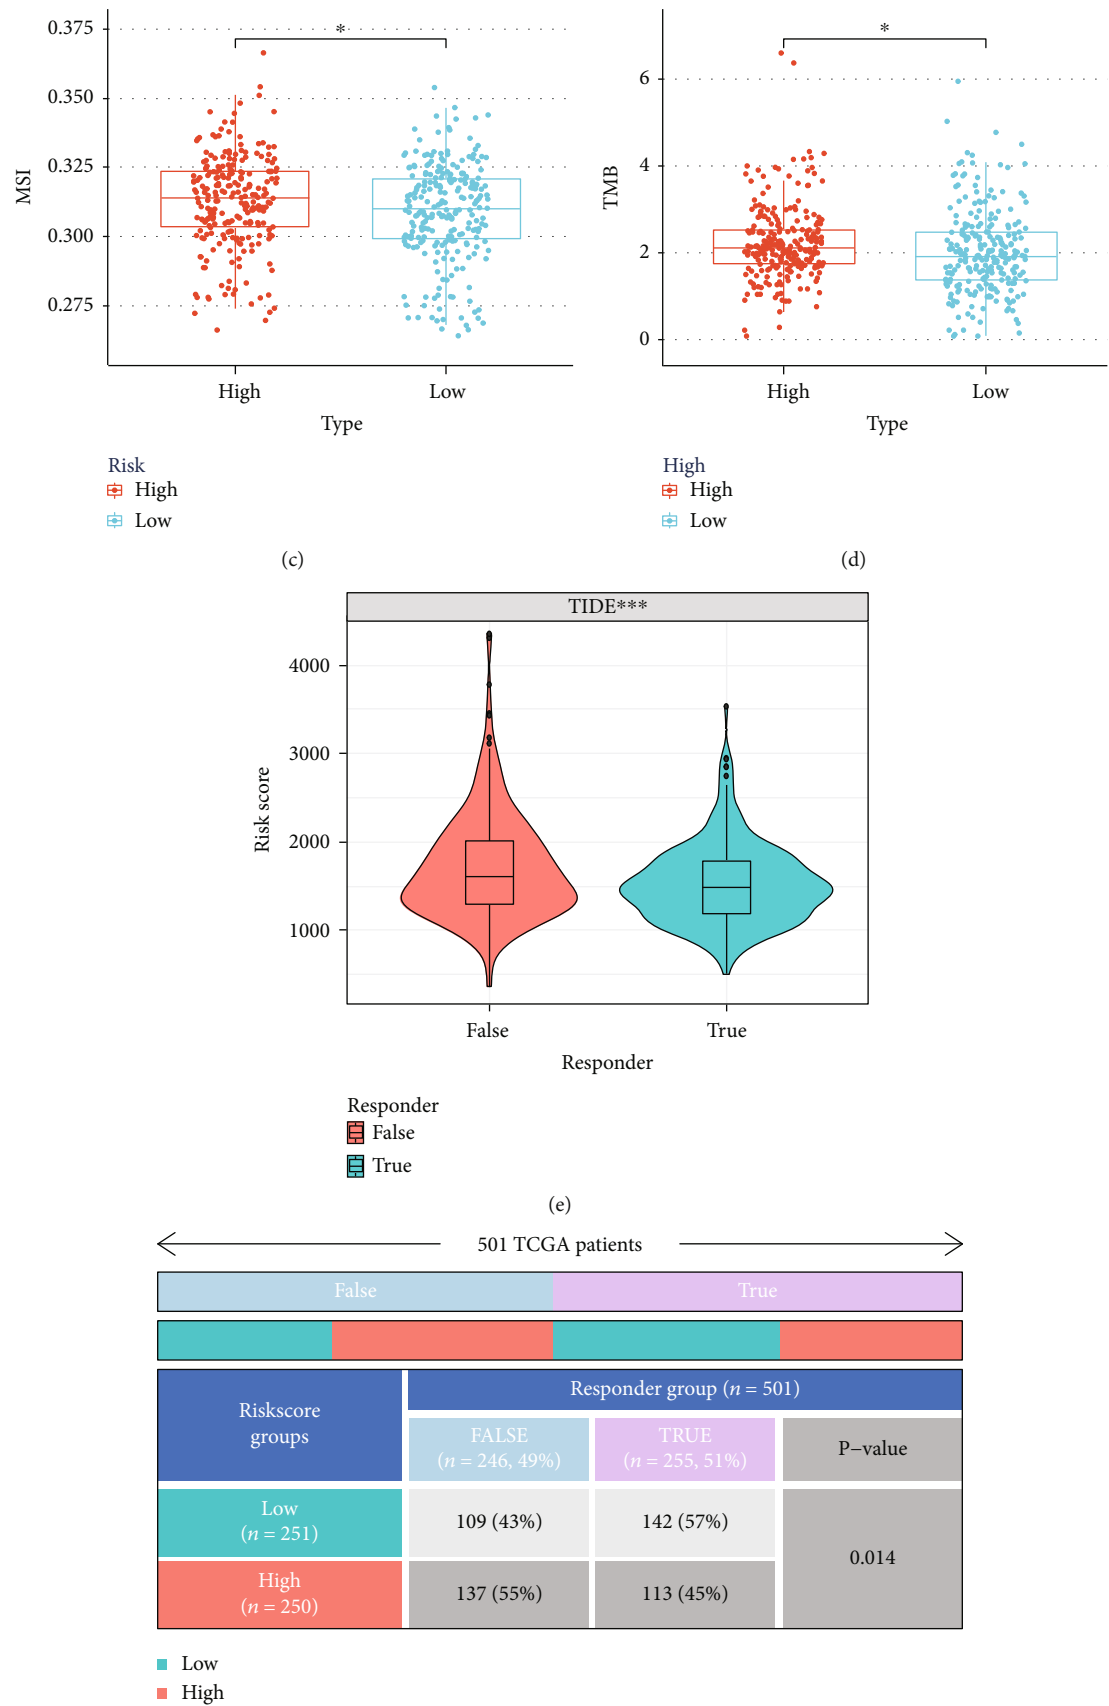 0.375
0.350
0.325
0.300
0.275
MSI
*
High
Low
Type
Risk
High
Low
(c)
6
4
2
0
TMB
*
High
Low
Type
High
High
Low
(d)
TIDE***
4000
3000
2000
1000
Risk score
False
True
Responder
Responder
False
True
(e)
501 TCGA patients
False
True
Riskscore
groups
Responder group (n = 501)
FALSE
(n = 246, 49%)
TRUE
(n = 255, 51%)
P−value
Low
(n = 251)
109 (43%)
142 (57%)
0.014
High
(n = 250)
137 (55%)
113 (45%)
Low
High